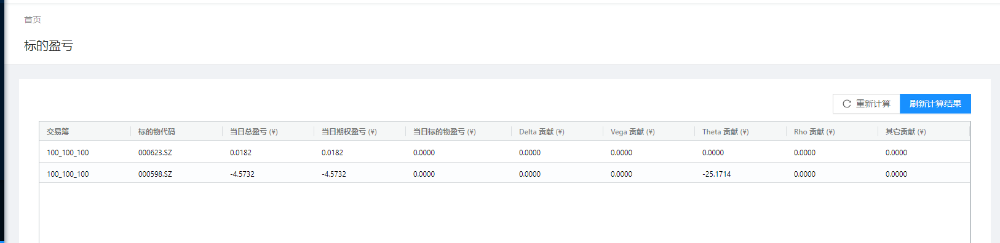 首页
标的盈亏
重新计算 刷新计算结果
交易簿 标的物代码 当日总盈亏 (¥) 当日期权盈亏 (¥) 当日标的物盈亏 (¥) Delta 贡献 (¥) Vega 贡献 (¥) Theta 贡献 (¥) Rho 贡献 (¥) 其它贡献 (¥)
100_100_100 000623.SZ 0.0182 0.0182 0.0000 0.0000 0.0000 0.0000 0.0000 0.0000
100_100_100 000598.SZ -4.5732 -4.5732 0.0000 0.0000 0.0000 -25.1714 0.0000 0.0000